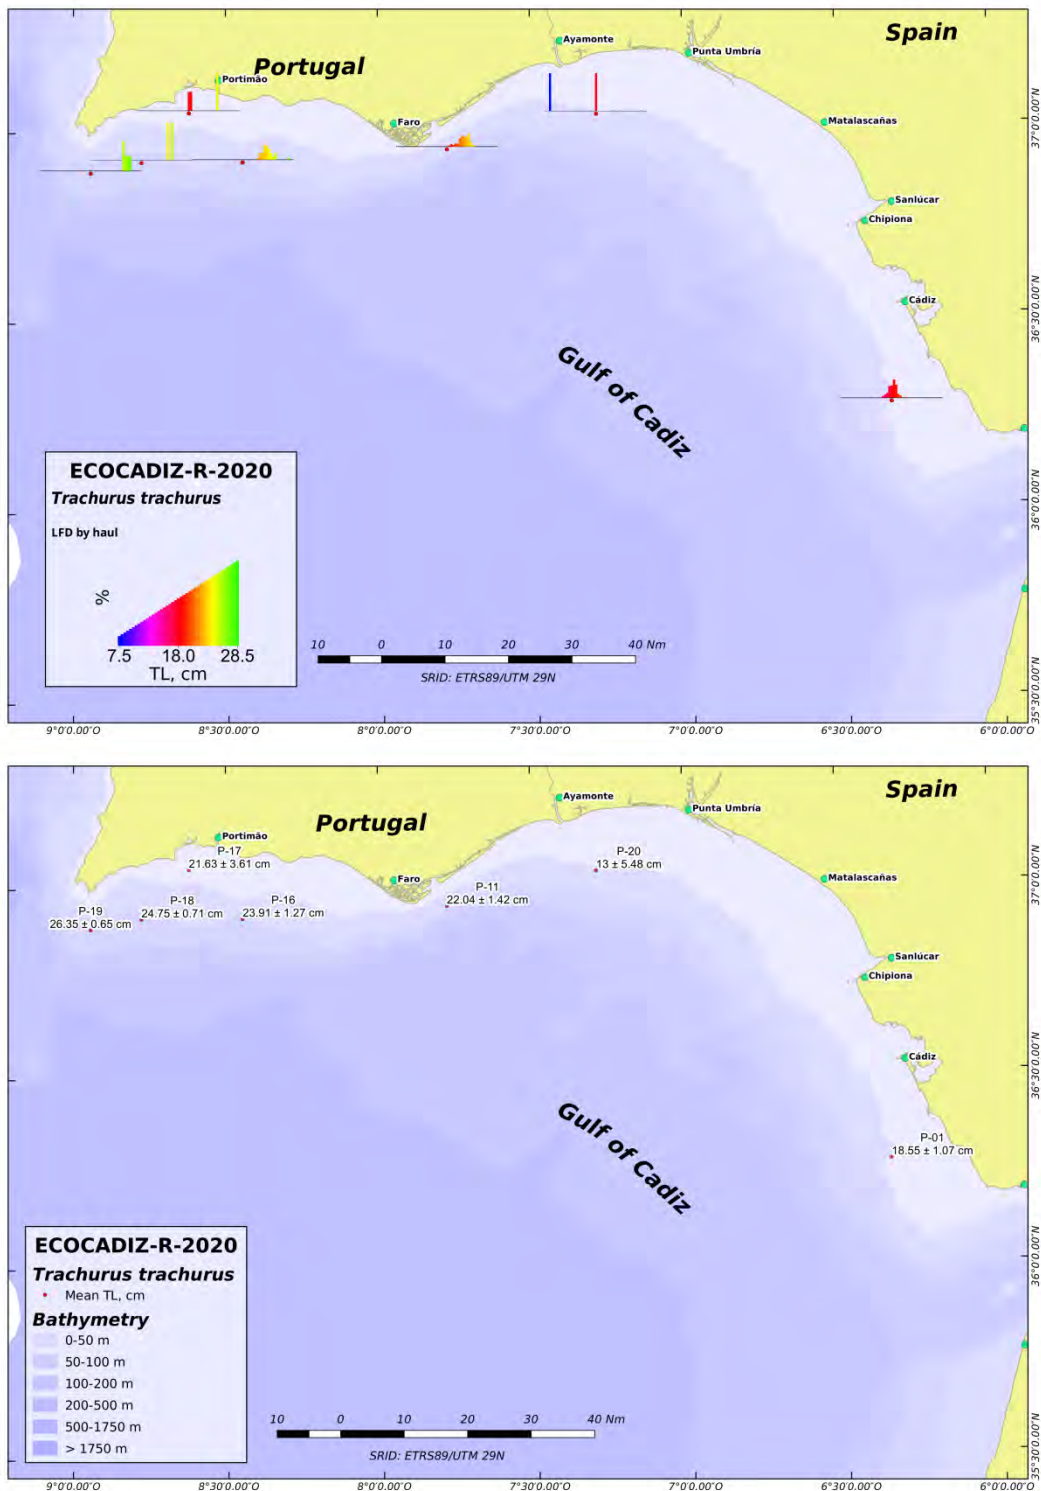 Spain
Ayamonte
Punta Umbría
Portugal
Portimão
Faro
Matalascañas
Sanlúcar
Chipiona
Cádiz
Gulf of Cadiz
37°0'0.00"N
36°30'0.00"N
36°0'0.00"N
35°30'0.00"N
ECOCADIZ-R-2020
Trachurus trachurus
LFD by haul
%
7.5 18.0 28.5
TL, cm
10 0 10 20 30 40 Nm
SRID: ETRS89/UTM 29N
9°0'0.00"O 8°30'0.00"O 8°0'0.00"O 7°30'0.00"O 7°0'0.00"O 6°30'0.00"O 6°0'0.00"O
Spain
Ayamonte
Punta Umbría
Portugal
Portimão
P-17
21.63 ± 3.61 cm
P-20
13 ± 5.48 cm
Faro
Matalascañas
P-11
22.04 ± 1.42 cm
P-16
23.91 ± 1.27 cm
P-18
24.75 ± 0.71 cm
P-19
26.35 ± 0.65 cm
Sanlúcar
Chipiona
Cádiz
P-01
18.55 ± 1.07 cm
Gulf of Cadiz
37°0'0.00"N
36°30'0.00"N
36°0'0.00"N
35°30'0.00"N
ECOCADIZ-R-2020
Trachurus trachurus
Mean TL, cm
Bathymetry
0-50 m
50-100 m
100-200 m
200-500 m
500-1750 m
> 1750 m
10 0 10 20 30 40 Nm
SRID: ETRS89/UTM 29N
9°0'0.00"O 8°30'0.00"O 8°0'0.00"O 7°30'0.00"O 7°0'0.00"O 6°30'0.00"O 6°0'0.00"O